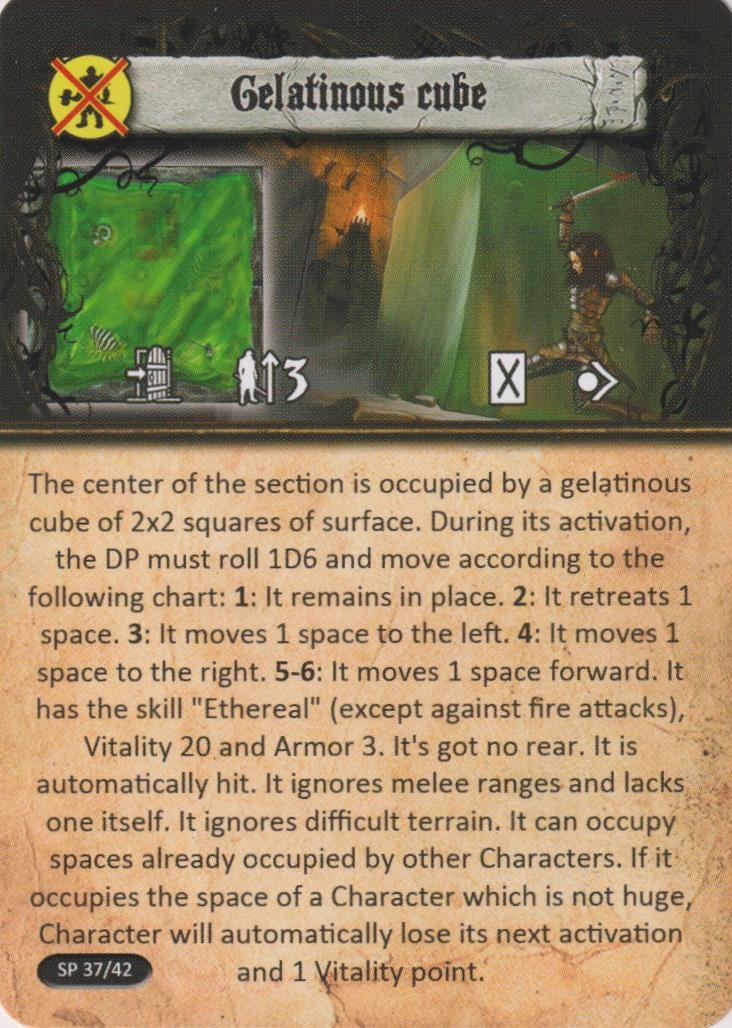 Gelatinous cube
3
X
The center of the section is occupied by a gelatinous
cube of 2x2 squares of surface. During its activation,
the DP must roll 1D6 and move according to the
following chart: 1: It remains in place. 2: It retreats 1
space. 3: It moves 1 space to the left. 4: It moves 1
space to the right. 5-6: It moves 1 space forward. It
has the skill "Ethereal" (except against fire attacks),
Vitality 20 and Armor 3. It's got no rear. It is
automatically hit. It ignores melee ranges and lacks
one itself. It ignores difficult terrain. It can occupy
spaces already occupied by other Characters. If it
occupies the space of a Character which is not huge,
Character will automatically lose its next activation
and 1 Vitality point.
SP 37/42